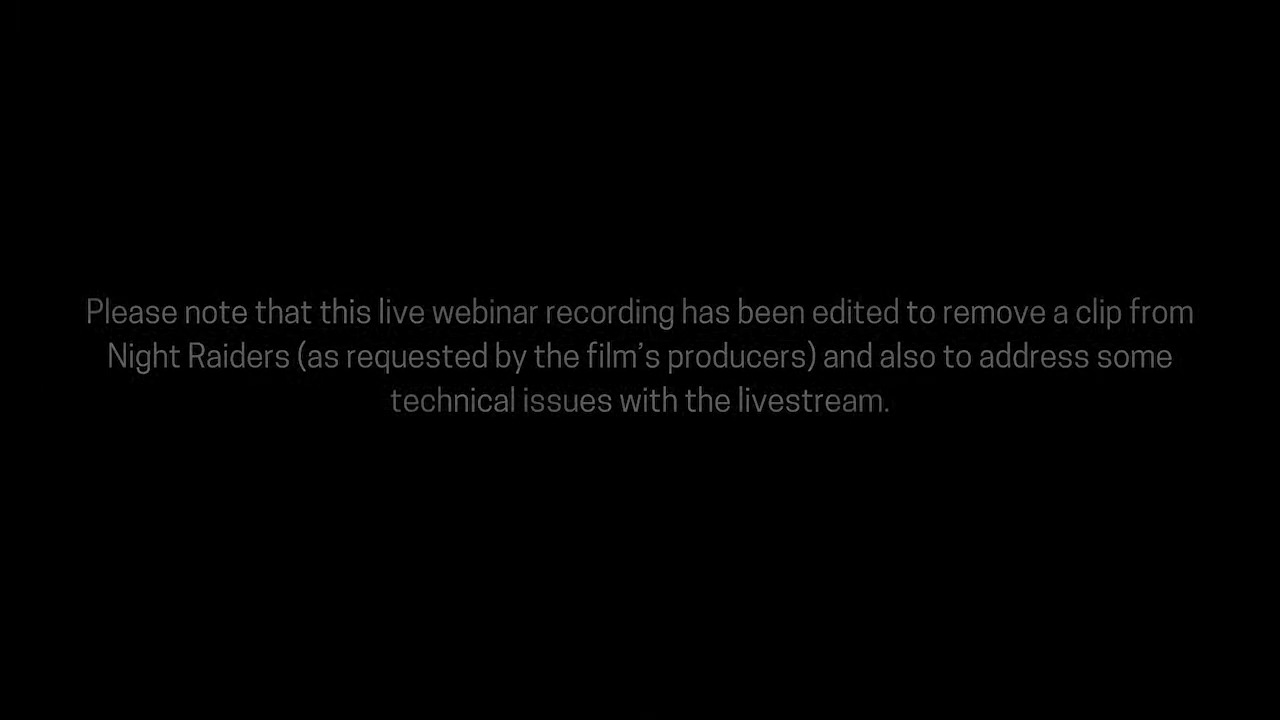 Please note that this live webinar recording has been edited to remove a clip from
Night Raiders (as requested by the film’s producers) and also to address some
technical issues with the livestream.